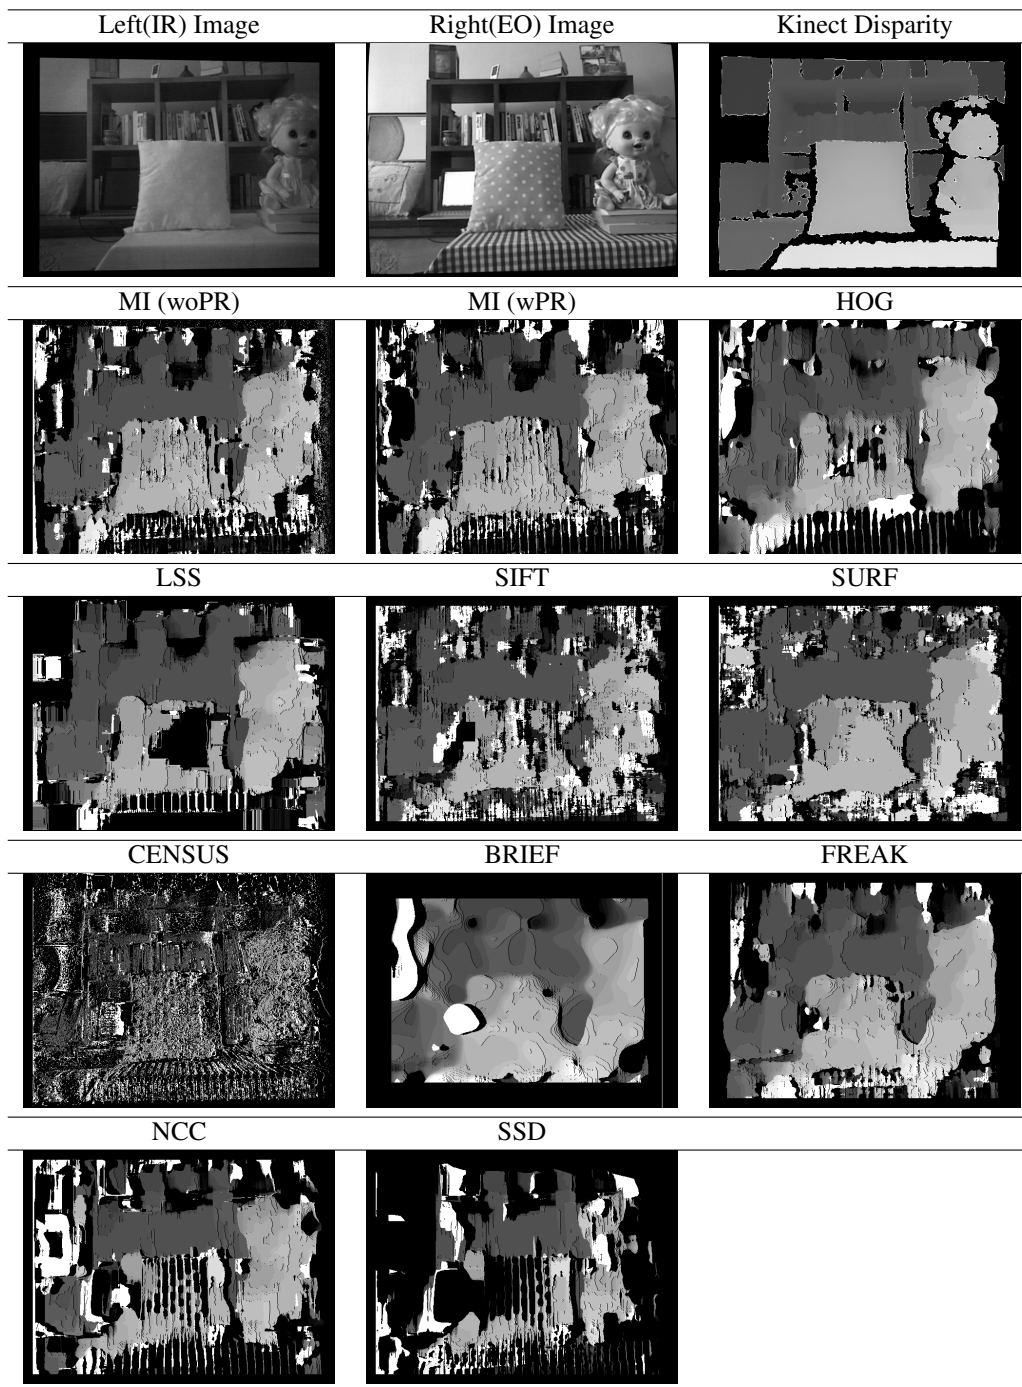 Left(IR) Image Right(EO) Image Kinect Disparity
MI (woPR) MI (wPR) HOG
LSS SIFT SURF
CENSUS BRIEF FREAK
NCC SSD